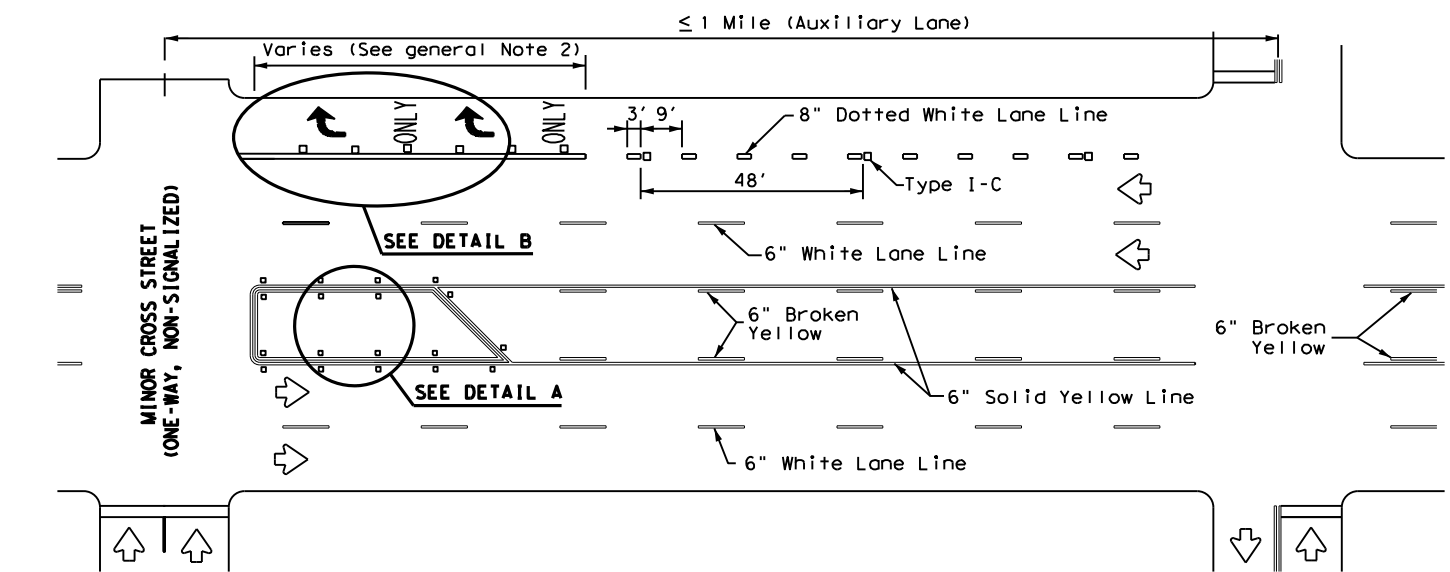 ≤ 1 Mile (Auxiliary Lane)
Varies (See general Note 2)
ONLY
ONLY
3' 9'
8" Dotted White Lane Line
48'
Type I-C
SEE DETAIL B
6" White Lane Line
MINOR CROSS STREET
(ONE-WAY, NON-SIGNALIZED)
6" Broken
Yellow
6" Broken
Yellow
SEE DETAIL A
6" Solid Yellow Line
6" White Lane Line